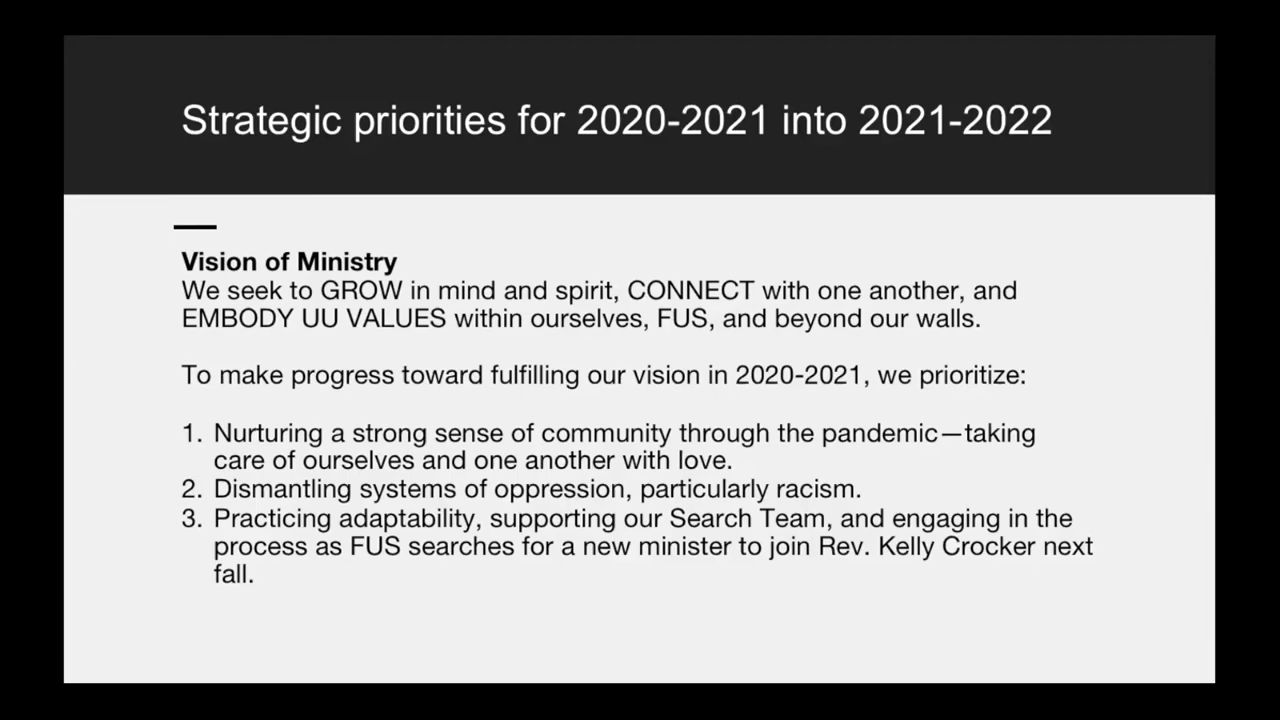 Strategic priorities for 2020-2021 into 2021-2022
Vision of Ministry
We seek to GROW in mind and spirit, CONNECT with one another, and
EMBODY UU VALUES within ourselves, FUS, and beyond our walls.
To make progress toward fulfilling our vision in 2020-2021, we prioritize:
1. Nurturing a strong sense of community through the pandemic—taking
care of ourselves and one another with love.
2. Dismantling systems of oppression, particularly racism.
3. Practicing adaptability, supporting our Search Team, and engaging in the
process as FUS searches for a new minister to join Rev. Kelly Crocker next
fall.